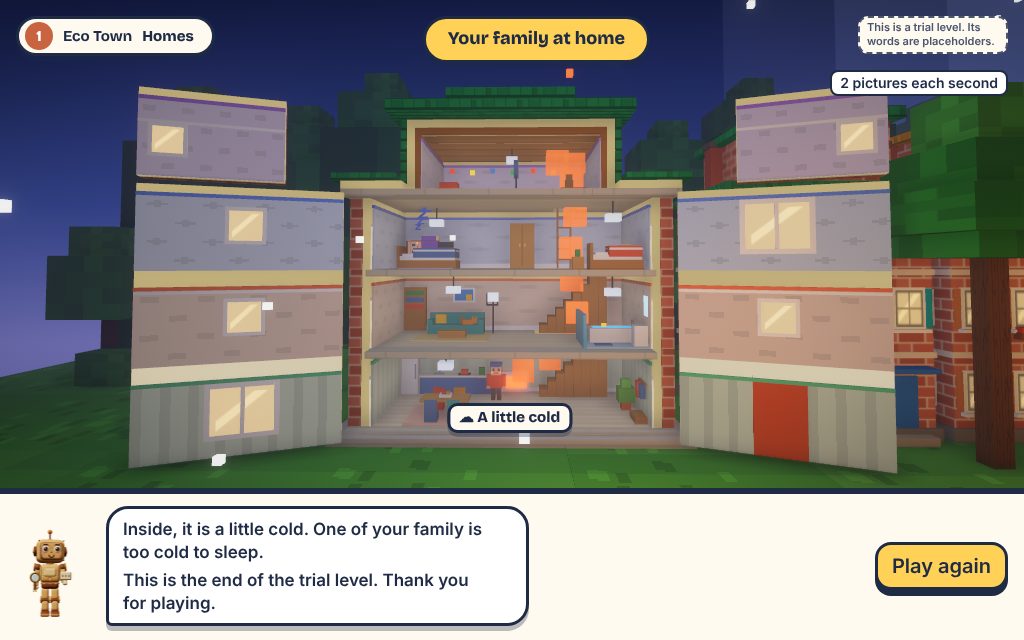 1 Eco Town Homes
Your family at home
This is a trial level. Its
words are placeholders.
2 pictures each second
z
z
☁ A little cold
Inside, it is a little cold. One of your family is
too cold to sleep.
This is the end of the trial level. Thank you
for playing.
Play again